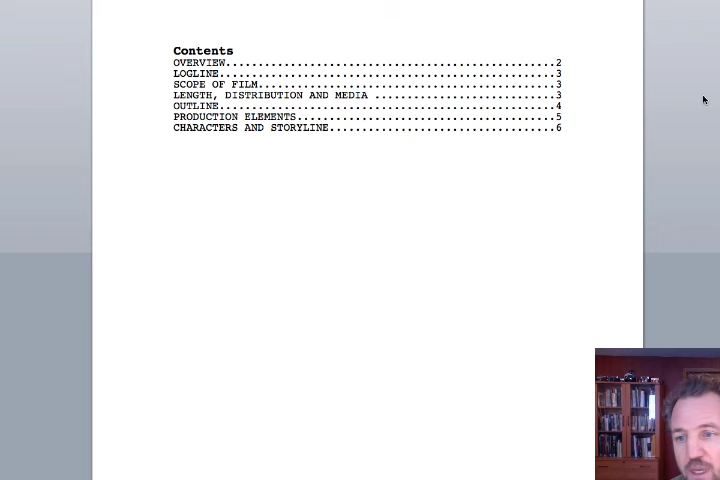 Contents
OVERVIEW............................................................2
LOGLINE.............................................................3
SCOPE OF FILM.......................................................3
LENGTH, DISTRIBUTION AND MEDIA .....................................3
OUTLINE.............................................................4
PRODUCTION ELEMENTS.................................................5
CHARACTERS AND STORYLINE............................................6